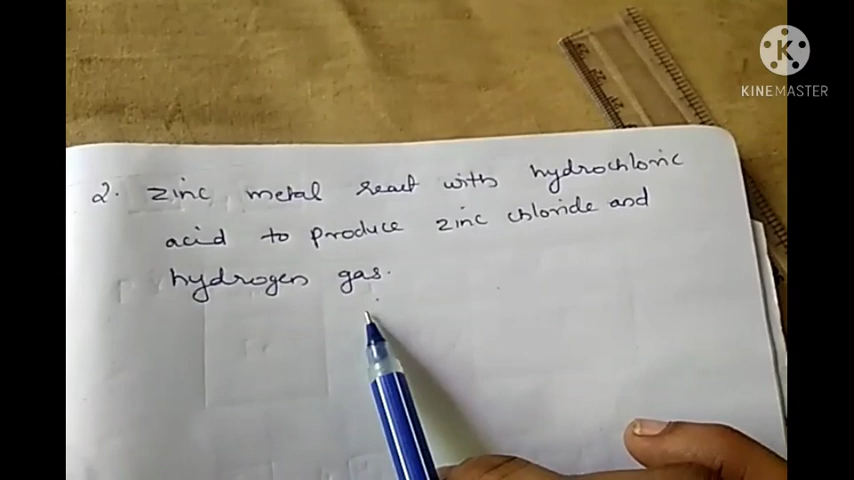 KINEMASTER
2. zinc metal react with hydrochloric
acid to produce zinc chloride and
hydrogen gas.